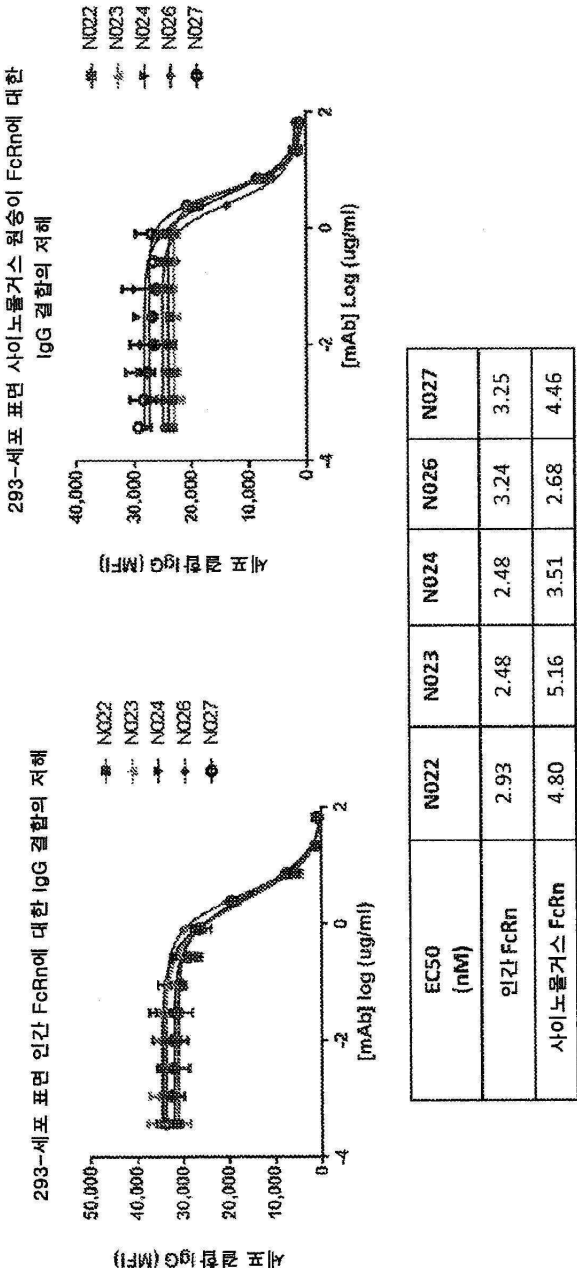 293-세포 표면 인간 FcRn에 대한 IgG 결합의 저해
세포 결합 IgG (MFI)
50,000
40,000
30,000
20,000
10,000
0
-4
-2
0
2
[mAb] log (ug/ml)
N022
N023
N024
N026
N027
293-세포 표면 사이노몰거스 원숭이 FcRn에 대한
IgG 결합의 저해
세포 결합 IgG (MFI)
40,000
30,000
20,000
10,000
0
-4
-2
0
2
[mAb] Log (ug/ml)
N022
N023
N024
N026
N027
EC50 (nM) N022 N023 N024 N026 N027
인간 FcRn 2.93 2.48 2.48 3.24 3.25
사이노몰거스 FcRn 4.80 5.16 3.51 2.68 4.46